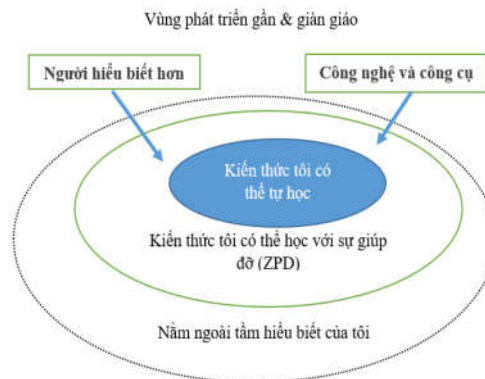 Vùng phát triển gần & giàn giáo
Người hiểu biết hơn
Công nghệ và công cụ
Kiến thức tôi có
thể tự học
Kiến thức tôi có thể học với sự giúp
đỡ (ZPD)
Nằm ngoài tầm hiểu biết của tôi